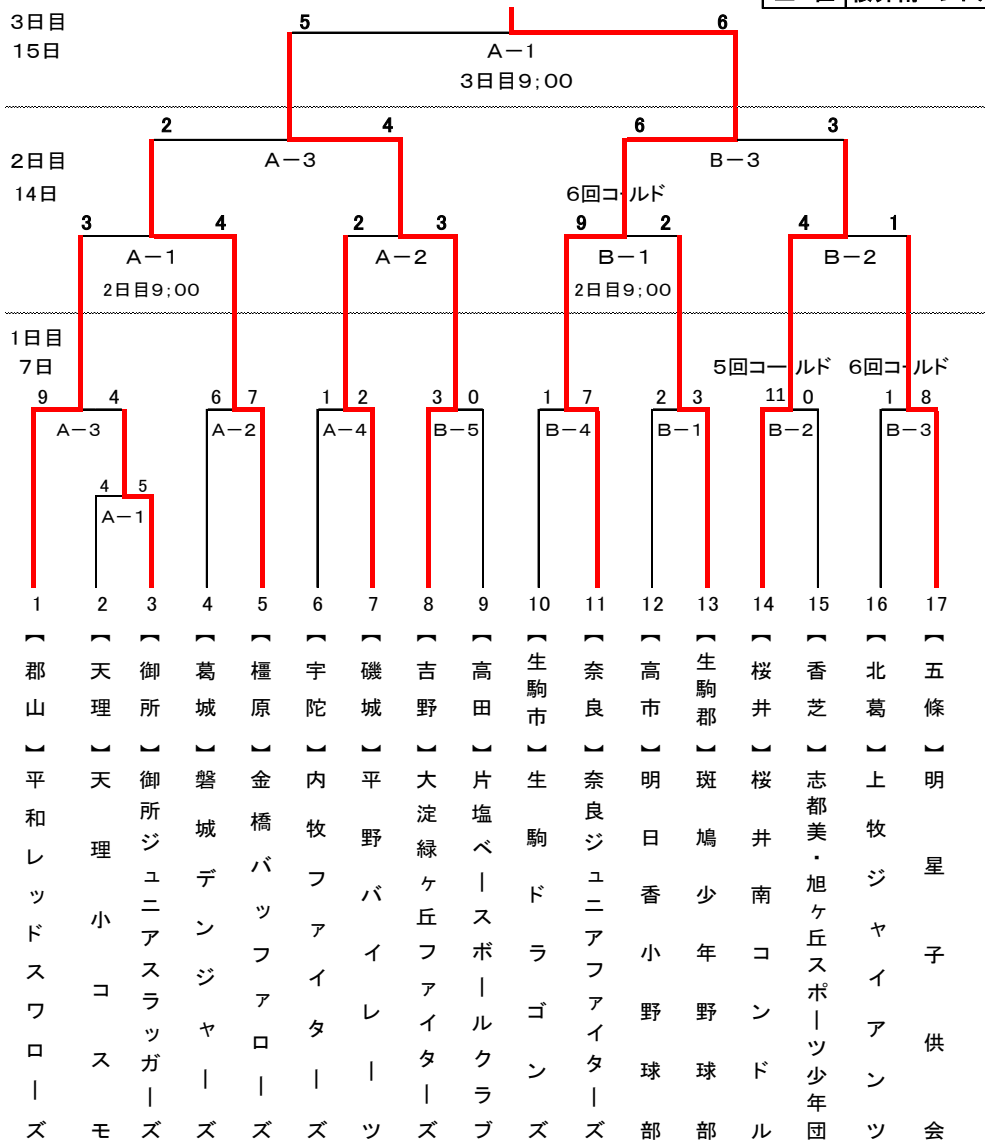 3日目
5
6
15日
A－1
3日目9;00
2
4
6
3
2日目
A－3
B－3
14日
6回コールド
3
4
2
3
9
2
4
1
A－1
A－2
B－1
B－2
2日目9;00
2日目9;00
1日目
7日
5回コールド
6回コールド
9
4
6
7
1
2
3
0
1
7
2
3
11
0
1
8
A－3
A－2
A－4
B－5
B－4
B－1
B－2
B－3
4
5
A－1
1
2
3
4
5
6
7
8
9
10
11
12
13
14
15
16
17
【郡山】平和レッドスワローズ
【天理】天理小コスモ
【御所】御所ジュニアスラッガーズ
【葛城】磐城デンジャーズ
【橿原】金橋バッファローズ
【宇陀】内牧ファイターズ
【磯城】平野バイレーツ
【吉野】大淀緑ヶ丘ファイターズ
【高田】片塩ベースボールクラブ
【生駒市】生駒ドラゴンズ
【奈良】奈良ジュニアファイターズ
【高市】明日香小野球部
【生駒郡】斑鳩少年野球部
【桜井】桜井南コンドル
【香芝】志都美・旭ヶ丘スポーツ少年団
【北葛】上牧ジャイアンツ
【五條】明星子供会